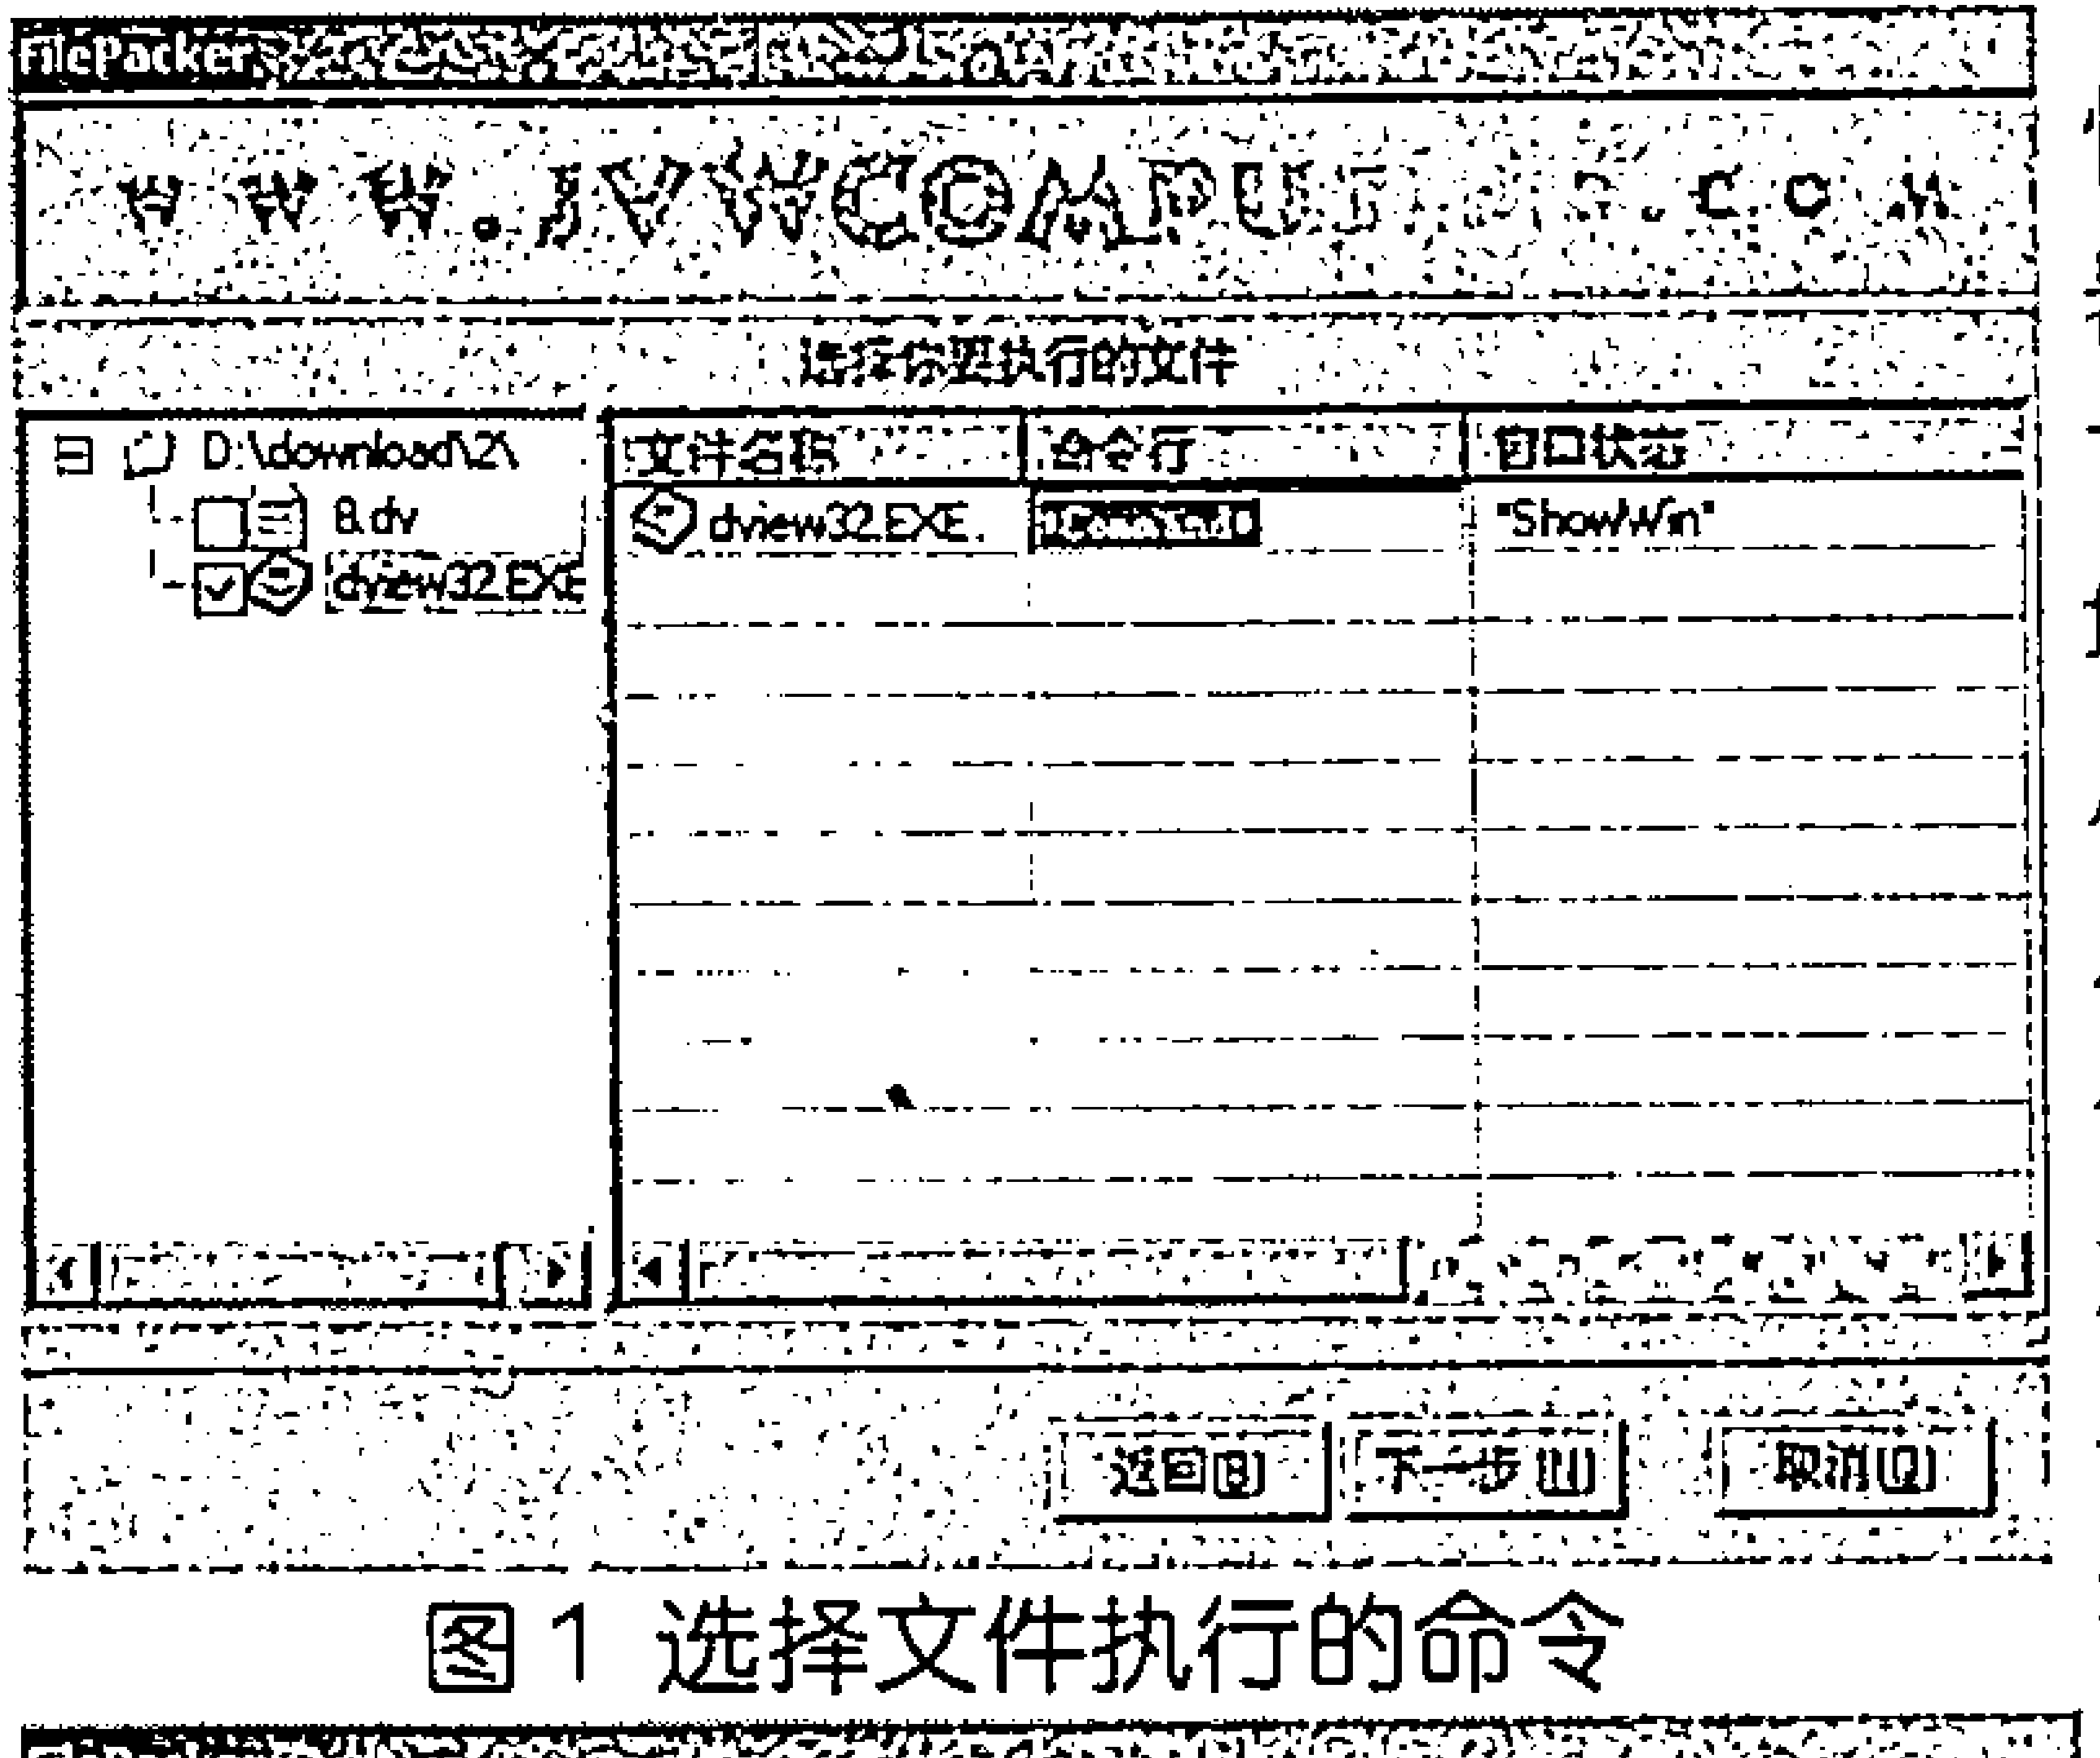 FilePacker
选择你要执行的文件
D:\download\2\
8.dv
dview32.EXE
文件名称 命令行 窗口状态
dview32.EXE. "ShowWin"
返回(B) 下一步(N) 取消(Q)
图1 选择文件执行的命令